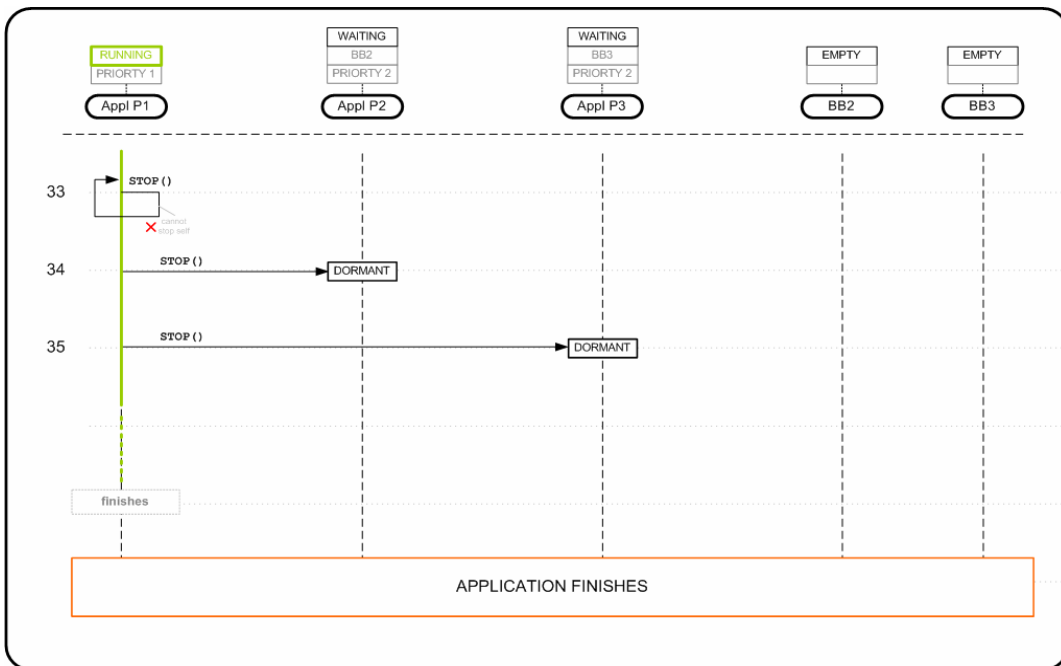 WAITING
WAITING
RUNNING
BB2
BB3
EMPTY
EMPTY
PRIORTY 1
PRIORTY 2
PRIORTY 2
Appl P1
Appl P2
Appl P3
BB2
BB3
STOP()
33
cannot
stop self
STOP()
34
DORMANT
STOP()
35
DORMANT
finishes
APPLICATION FINISHES